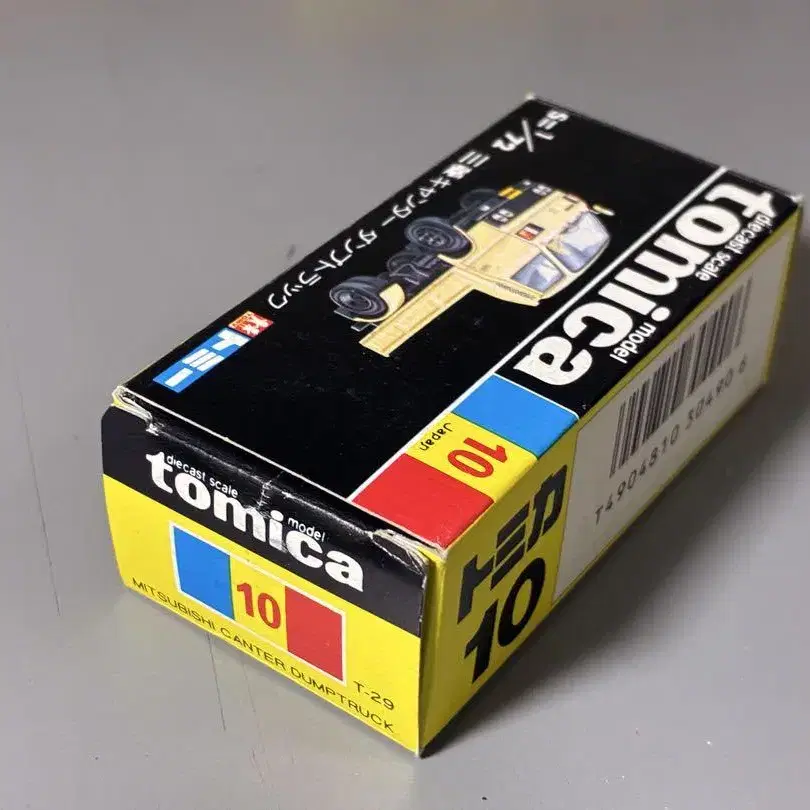 S=1/72 三菱キャンター ダンプトラック
トミー
diecast scale
tomica
model
10
Japan
diecast scale
tomica
model
10
MITSUBISHI CANTER DUMPTRUCK
T-29
トミカ
10
T4904810 504906